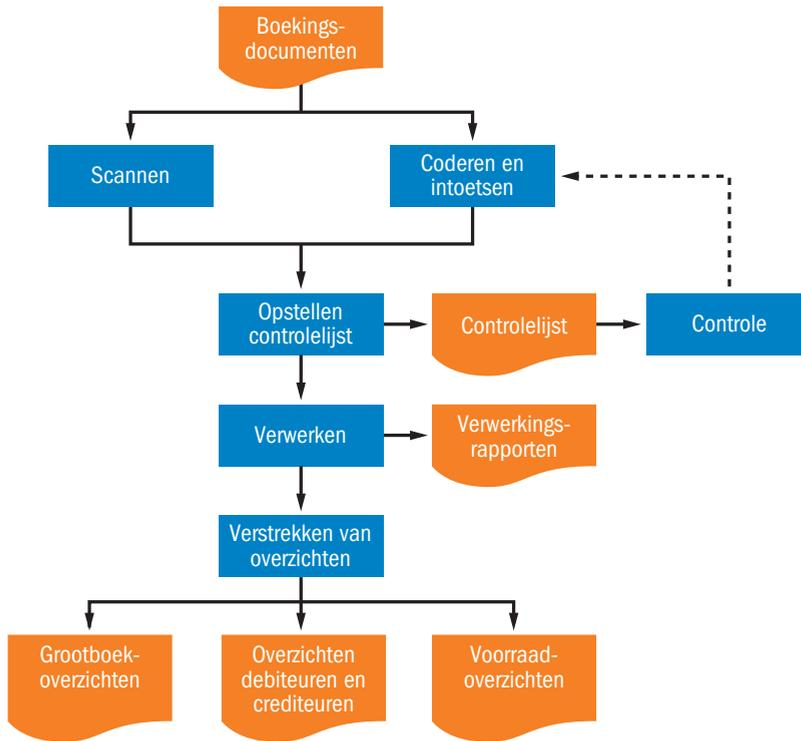 Boekings-
documenten
Scannen
Coderen en
intoetsen
Opstellen
controlelijst
Controlelijst
Controle
Verwerken
Verwerkings-
rapporten
Verstrekken van
overzichten
Grootboek-
overzichten
Overzichten
debiteuren en
crediteuren
Voorraad-
overzichten